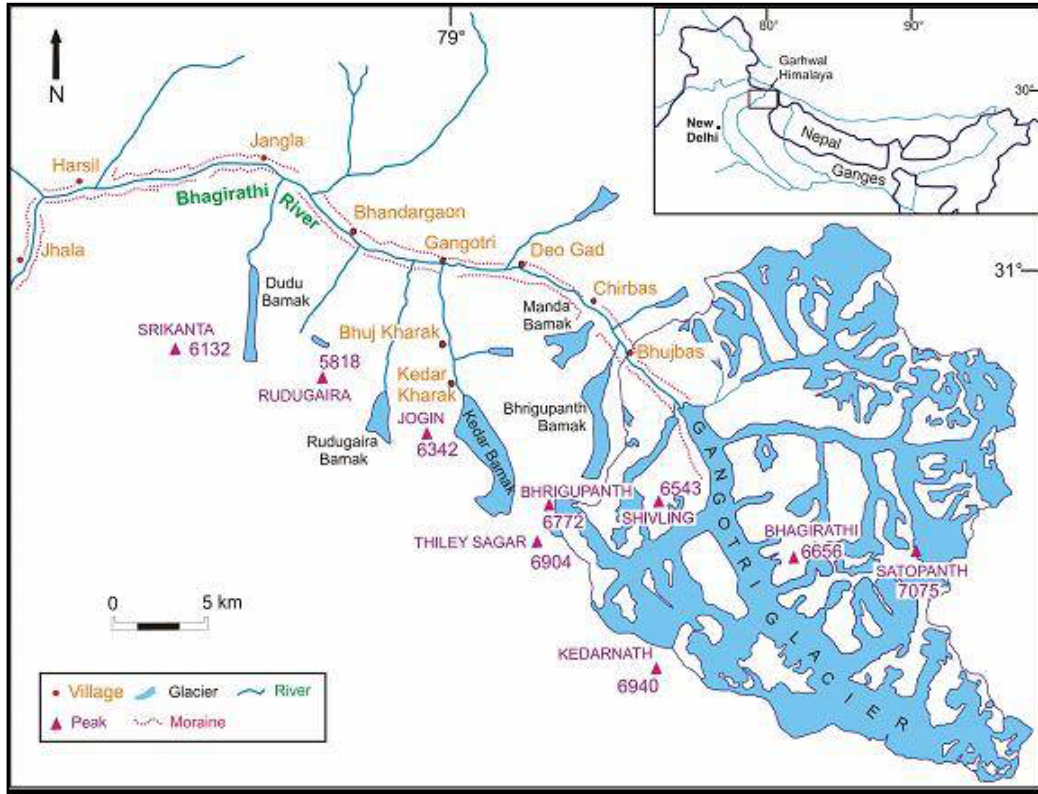 79°
80°
90°
Garhwal
Himalaya
30°
New
Delhi
Nepal
Ganges
N
Harsil
Jangla
Bhagirathi
River
Bhandargaon
Jhala
Gangotri
Deo Gad
31°
Dudu
Bamak
Chirbas
Manda
Bamak
SRIKANTA
6132
5818
RUDUGAIRA
Bhuj Kharak
Bhujbas
Kedar
Kharak
Bhrigupanth
Bamak
JOGIN
6342
Rudugaira
Bamak
Kedar Bamak
GANGOTRI GLACIER
BHRIGUPANTH
6772
6543
SHIVLING
THILEY SAGAR
6904
BHAGIRATHI
6656
SATOPANTH
7075
0 5 km
KEDARNATH
6940
Village Glacier River
Peak Moraine